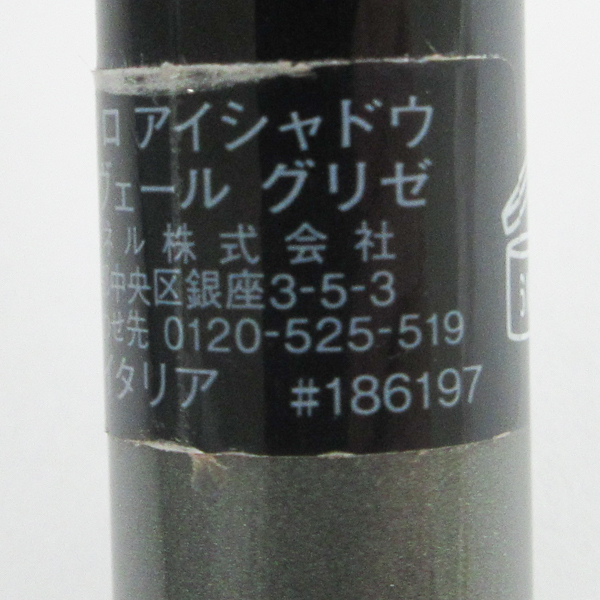 ロ アイシャドウ
ヴェール グリゼ
ネル株式会社
中央区銀座3-5-3
せ先 0120-525-519
イタリア #186197